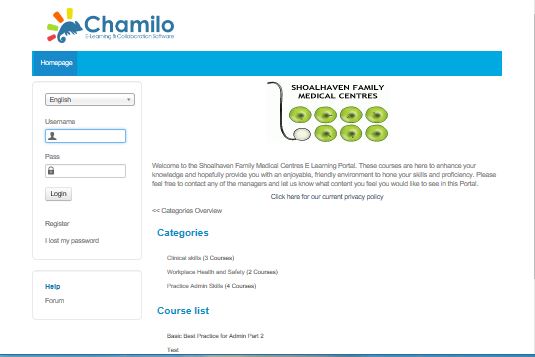 Chamilo
E-Learning & Collaboration Software
Homepage
English
Username
Pass
Login
Register
I lost my password
Help
Forum
SHOALHAVEN FAMILY
MEDICAL CENTRES
Welcome to the Shoalhaven Family Medical Centres E Learning Portal. These courses are here to enhance your
knowledge and hopefully provide you with an enjoyable, friendly environment to hone your skills and proficiency. Please
feel free to contact any of the managers and let us know what content you feel you would like to see in this Portal.
Click here for our current privacy policy
<< Categories Overview
Categories
Clinical skills (3 Courses)
Workplace Health and Safety (2 Courses)
Practice Admin Skills (4 Courses)
Course list
Basic Best Practice for Admin Part 2
Test